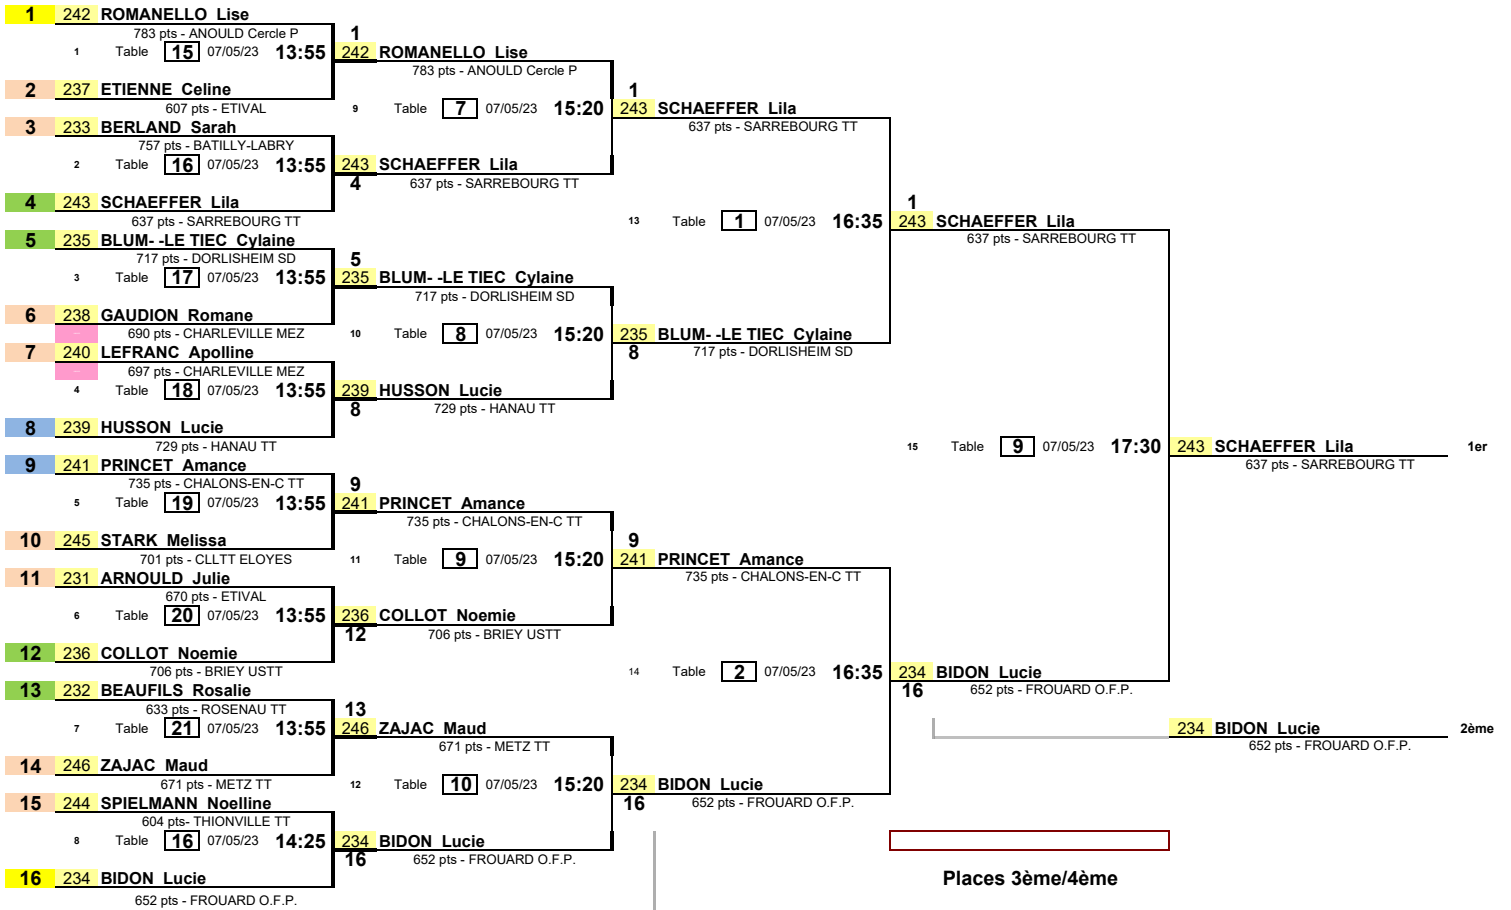 1 242 ROMANELLO Lise
783 pts - ANOULD Cercle P
1 Table 15 07/05/23 13:55
2 237 ETIENNE Celine
607 pts - ETIVAL
3 233 BERLAND Sarah
757 pts - BATILLY-LABRY
2 Table 16 07/05/23 13:55
4 243 SCHAEFFER Lila
637 pts - SARREBOURG TT
5 235 BLUM- -LE TIEC Cylaine
717 pts - DORLISHEIM SD
3 Table 17 07/05/23 13:55
6 238 GAUDION Romane
690 pts - CHARLEVILLE MEZ
7 240 LEFRANC Apolline
697 pts - CHARLEVILLE MEZ
4 Table 18 07/05/23 13:55
8 239 HUSSON Lucie
729 pts - HANAU TT
9 241 PRINCET Amance
735 pts - CHALONS-EN-C TT
5 Table 19 07/05/23 13:55
10 245 STARK Melissa
701 pts - CLLTT ELOYES
11 231 ARNOULD Julie
670 pts - ETIVAL
6 Table 20 07/05/23 13:55
12 236 COLLOT Noemie
706 pts - BRIEY USTT
13 232 BEAUFILS Rosalie
633 pts - ROSENAU TT
7 Table 21 07/05/23 13:55
14 246 ZAJAC Maud
671 pts - METZ TT
15 244 SPIELMANN Noelline
604 pts- THIONVILLE TT
8 Table 16 07/05/23 14:25
16 234 BIDON Lucie
652 pts - FROUARD O.F.P.
1
242 ROMANELLO Lise
783 pts - ANOULD Cercle P
9 Table 7 07/05/23 15:20
243 SCHAEFFER Lila
4 637 pts - SARREBOURG TT
5
235 BLUM- -LE TIEC Cylaine
717 pts - DORLISHEIM SD
10 Table 8 07/05/23 15:20
239 HUSSON Lucie
8 729 pts - HANAU TT
9
241 PRINCET Amance
735 pts - CHALONS-EN-C TT
11 Table 9 07/05/23 15:20
236 COLLOT Noemie
12 706 pts - BRIEY USTT
13
246 ZAJAC Maud
671 pts - METZ TT
12 Table 10 07/05/23 15:20
234 BIDON Lucie
16 652 pts - FROUARD O.F.P.
1
243 SCHAEFFER Lila
637 pts - SARREBOURG TT
13 Table 1 07/05/23 16:35
235 BLUM- -LE TIEC Cylaine
8 717 pts - DORLISHEIM SD
9
241 PRINCET Amance
735 pts - CHALONS-EN-C TT
14 Table 2 07/05/23 16:35
234 BIDON Lucie
16 652 pts - FROUARD O.F.P.
1
243 SCHAEFFER Lila
637 pts - SARREBOURG TT
15 Table 9 07/05/23 17:30
234 BIDON Lucie
16 652 pts - FROUARD O.F.P.
243 SCHAEFFER Lila 1er
637 pts - SARREBOURG TT
234 BIDON Lucie 2ème
652 pts - FROUARD O.F.P.
Places 3ème/4ème